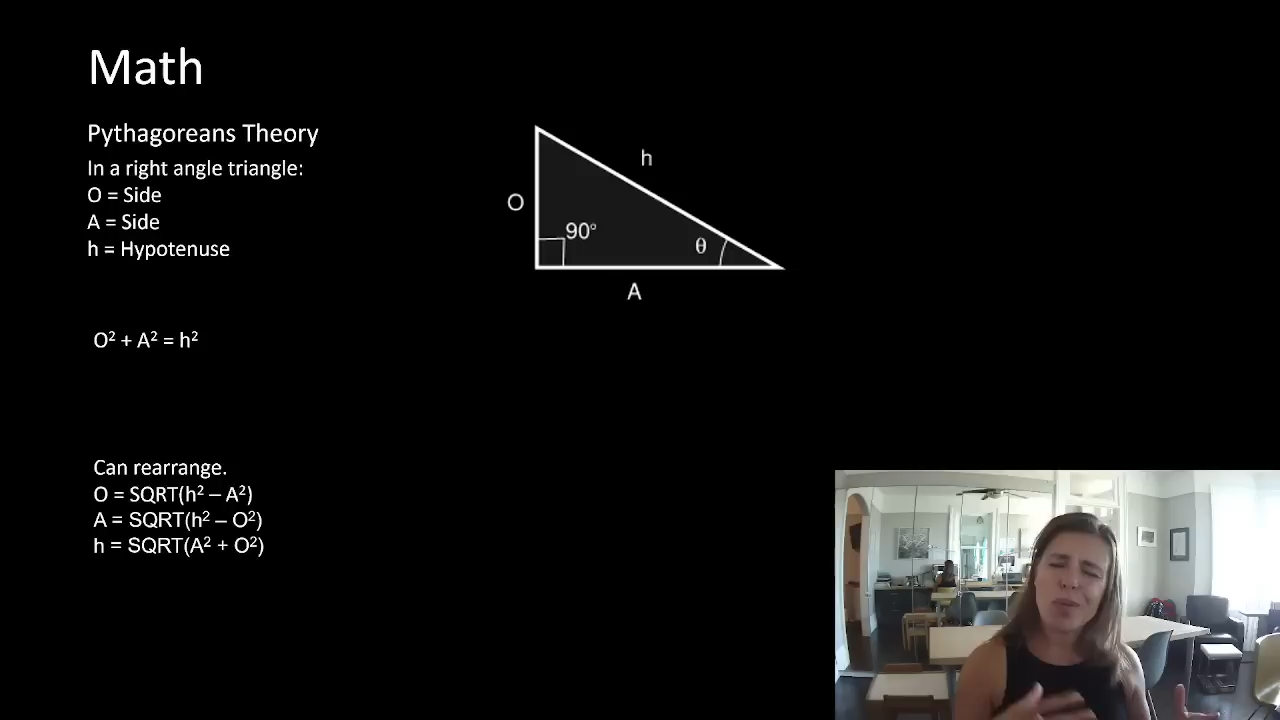 Math
Pythagoreans Theory
In a right angle triangle:
O = Side
A = Side
h = Hypotenuse
h
O
90°
θ
A
O² + A² = h²
Can rearrange.
O = SQRT(h² – A²)
A = SQRT(h² – O²)
h = SQRT(A² + O²)